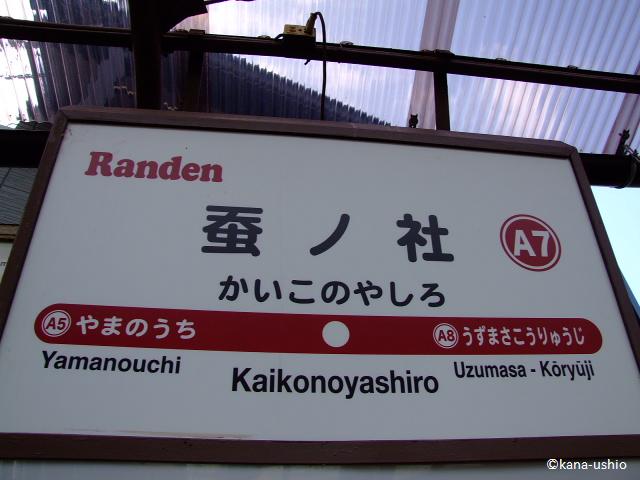 Randen
蚕ノ社
A7
かいこのやしろ
A5 やまのうち
A8 うずまさこうりゅうじ
Yamanouchi
Kaikonoyashiro
Uzumasa - Kōryūji
©kana-ushio